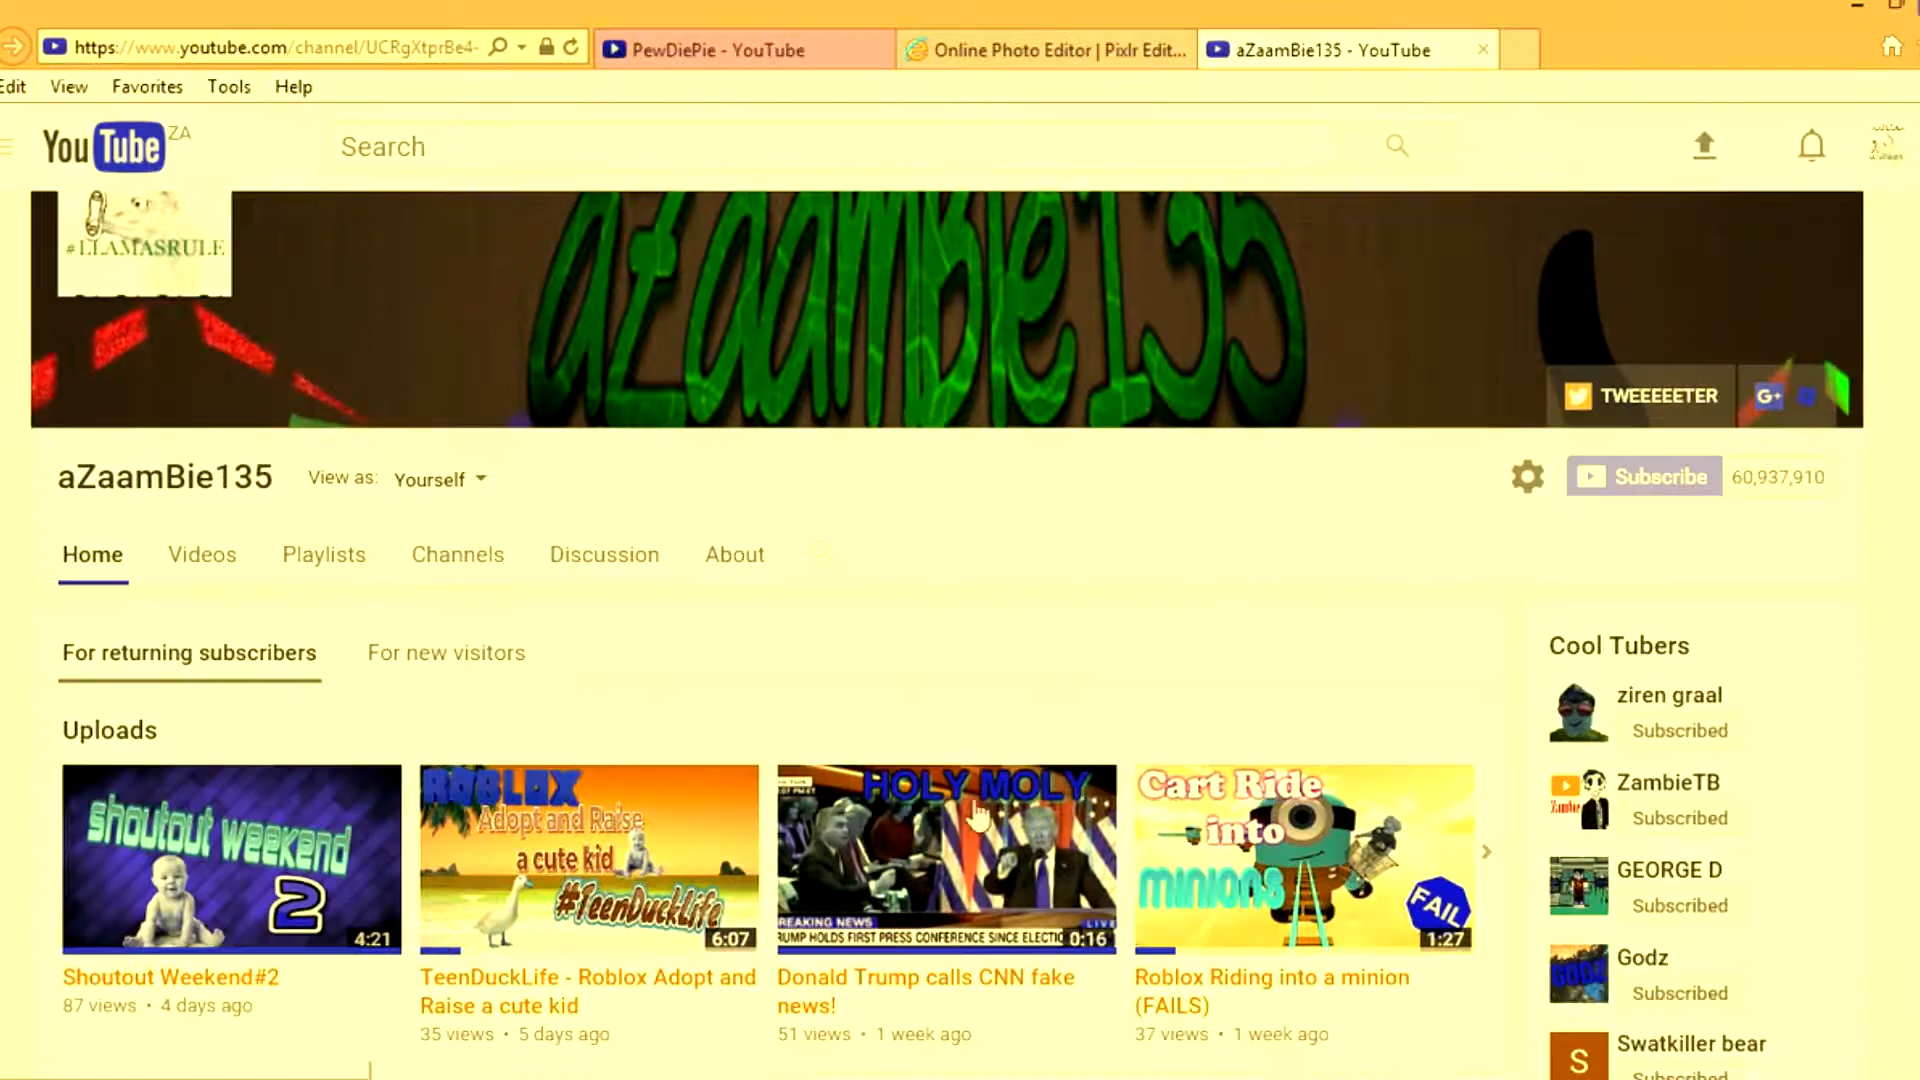 https://www.youtube.com/channel/UCRgXtprBe4-
PewDiePie - YouTube
Online Photo Editor | Pixlr Edit...
aZaamBie135 - YouTube
Edit View Favorites Tools Help
YouTube ZA
Search
#LLAMASRULE
aZaamBie135
TWEEEEETER
G+
aZaamBie135
View as: Yourself
Subscribe 60,937,910
Home Videos Playlists Channels Discussion About
For returning subscribers For new visitors
Uploads
shoutout weekend
2
4:21
Shoutout Weekend#2
87 views • 4 days ago
ROBLOX
Adopt and Raise
a cute kid
#TeenDuckLife
6:07
TeenDuckLife - Roblox Adopt and
Raise a cute kid
35 views • 5 days ago
HOLY MOLY
REAKING NEWS
LIVE
RUMP HOLDS FIRST PRESS CONFERENCE SINCE ELECTIO
0:16
Donald Trump calls CNN fake
news!
51 views • 1 week ago
Cart Ride
into
minions
FAIL
1:27
Roblox Riding into a minion
(FAILS)
37 views • 1 week ago
Cool Tubers
ziren graal
Subscribed
ZambieTB
Subscribed
GEORGE D
Subscribed
GODZ
Godz
Subscribed
S
Swatkiller bear
Subscribed